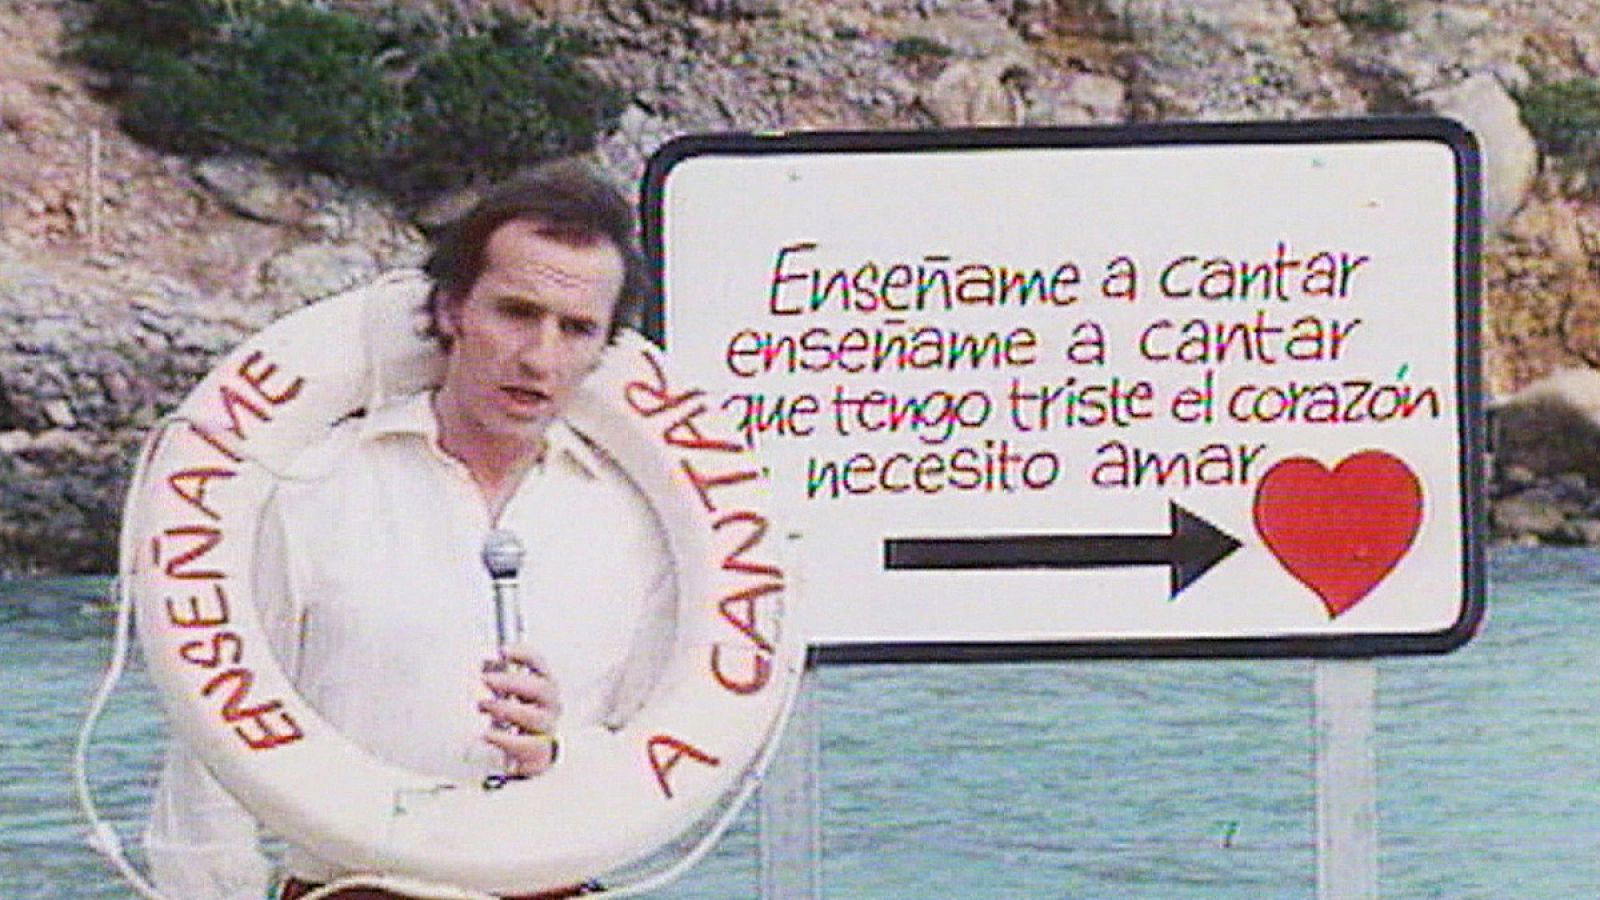 ENSEÑAME
A CANTAR
Enseñame a cantar
enseñame a cantar
que tengo triste el corazón
necesito amar